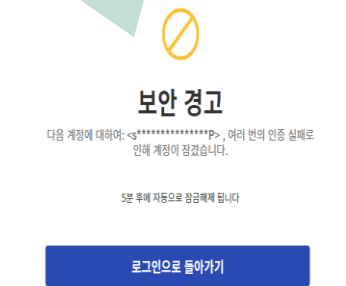 보안 경고
다음 계정에 대하여: <s***************P> , 여러 번의 인증 실패로
인해 계정이 잠겼습니다.
5분 후에 자동으로 잠금해제 됩니다
로그인으로 돌아가기